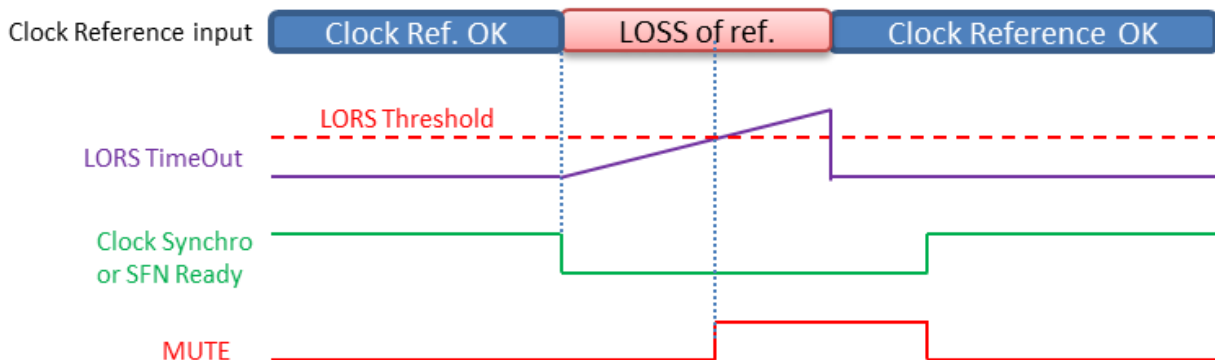 Clock Reference input
Clock Ref. OK
LOSS of ref.
Clock Reference OK
LORS Threshold
LORS TimeOut
Clock Synchro
or SFN Ready
MUTE